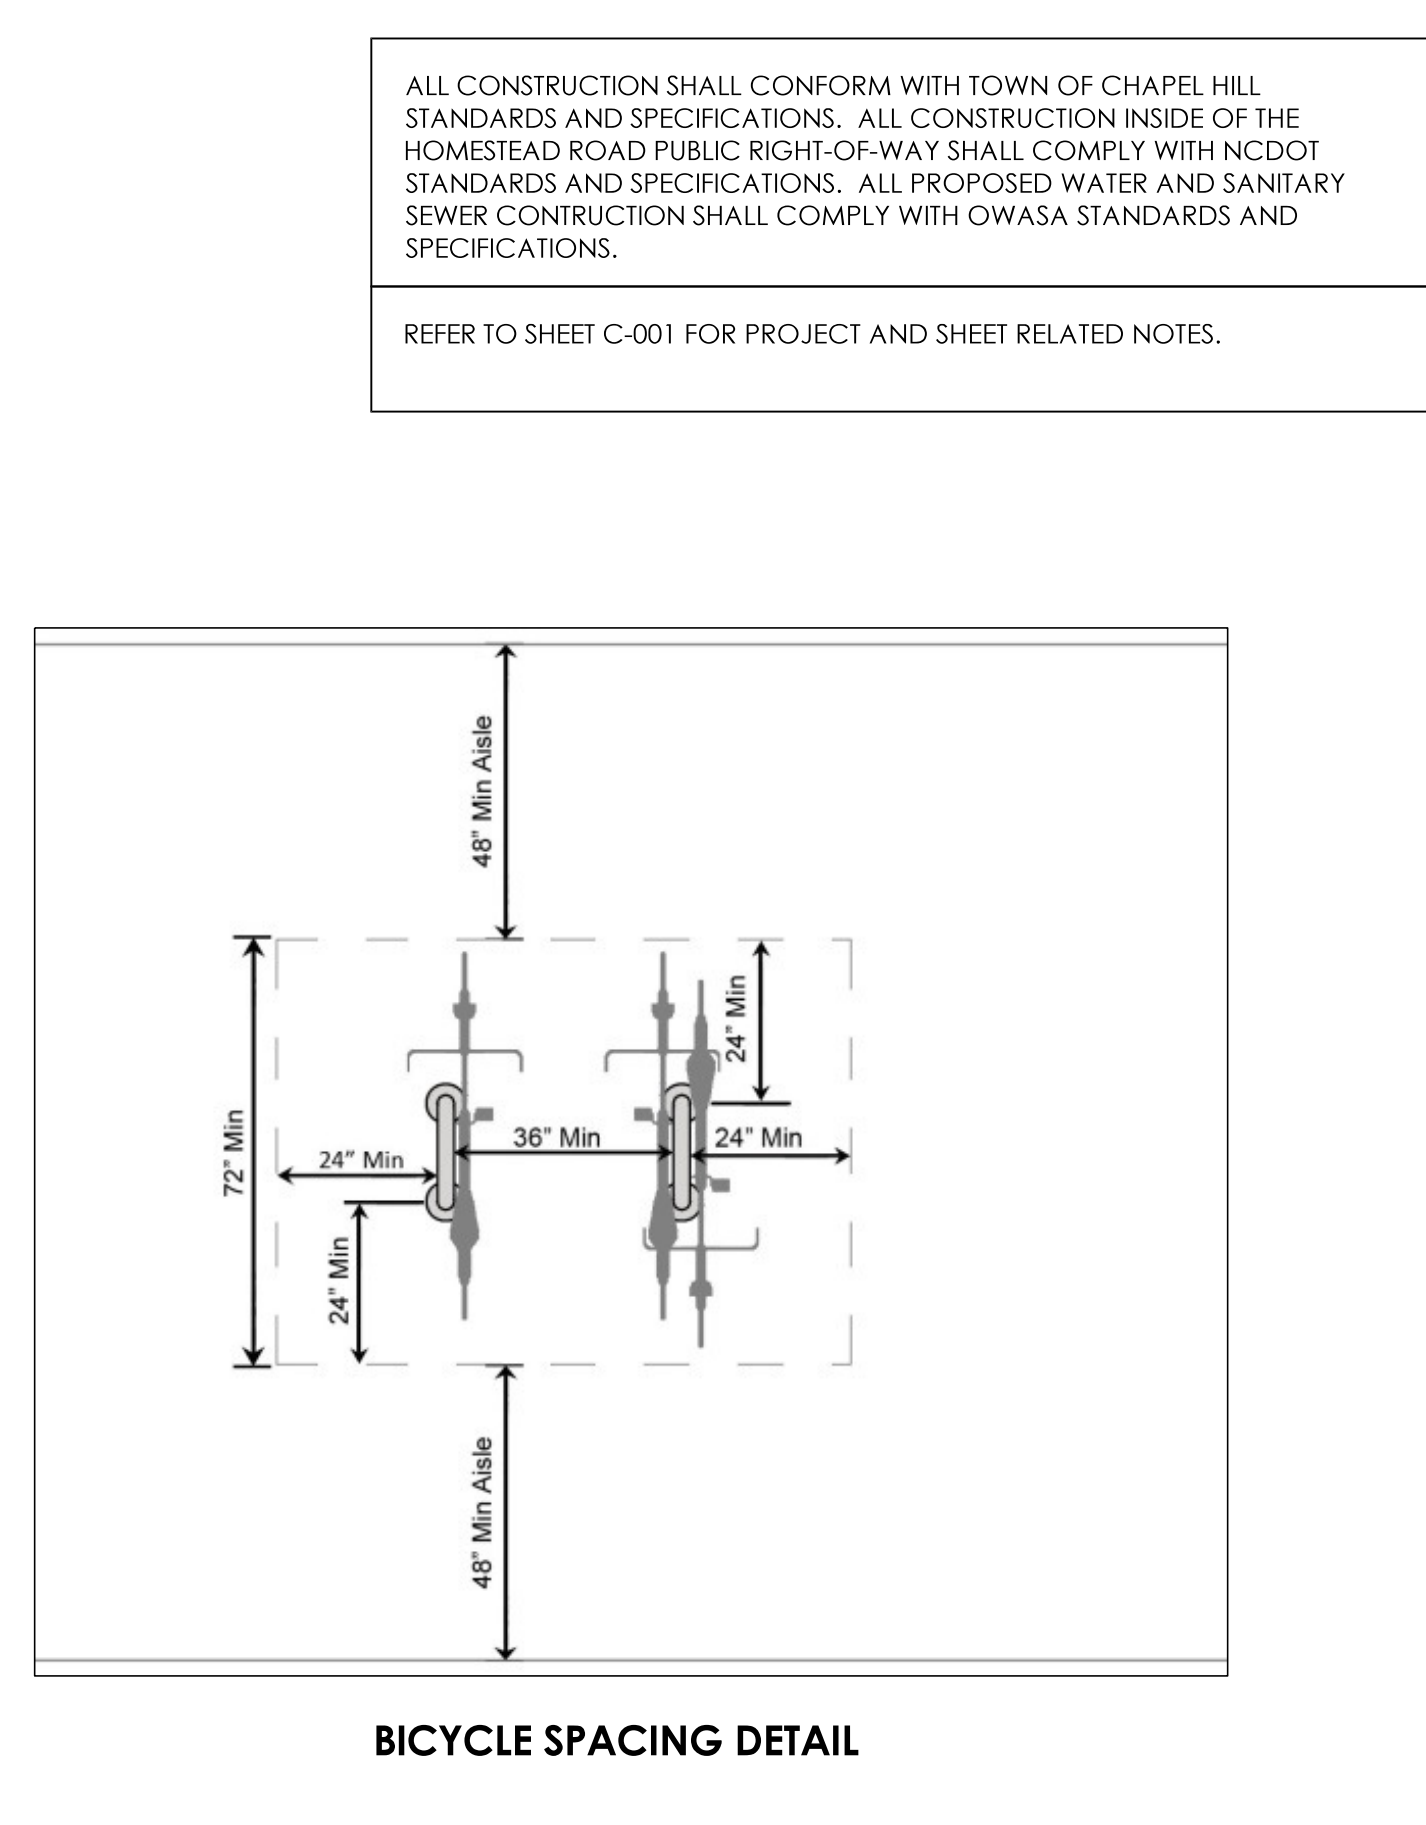 ALL CONSTRUCTION SHALL CONFORM WITH TOWN OF CHAPEL HILL
STANDARDS AND SPECIFICATIONS. ALL CONSTRUCTION INSIDE OF THE
HOMESTEAD ROAD PUBLIC RIGHT-OF-WAY SHALL COMPLY WITH NCDOT
STANDARDS AND SPECIFICATIONS. ALL PROPOSED WATER AND SANITARY
SEWER CONTRUCTION SHALL COMPLY WITH OWASA STANDARDS AND
SPECIFICATIONS.
REFER TO SHEET C-001 FOR PROJECT AND SHEET RELATED NOTES.
48" Min Aisle
24" Min
72" Min
36" Min
24" Min
24" Min
24" Min
48" Min Aisle
BICYCLE SPACING DETAIL